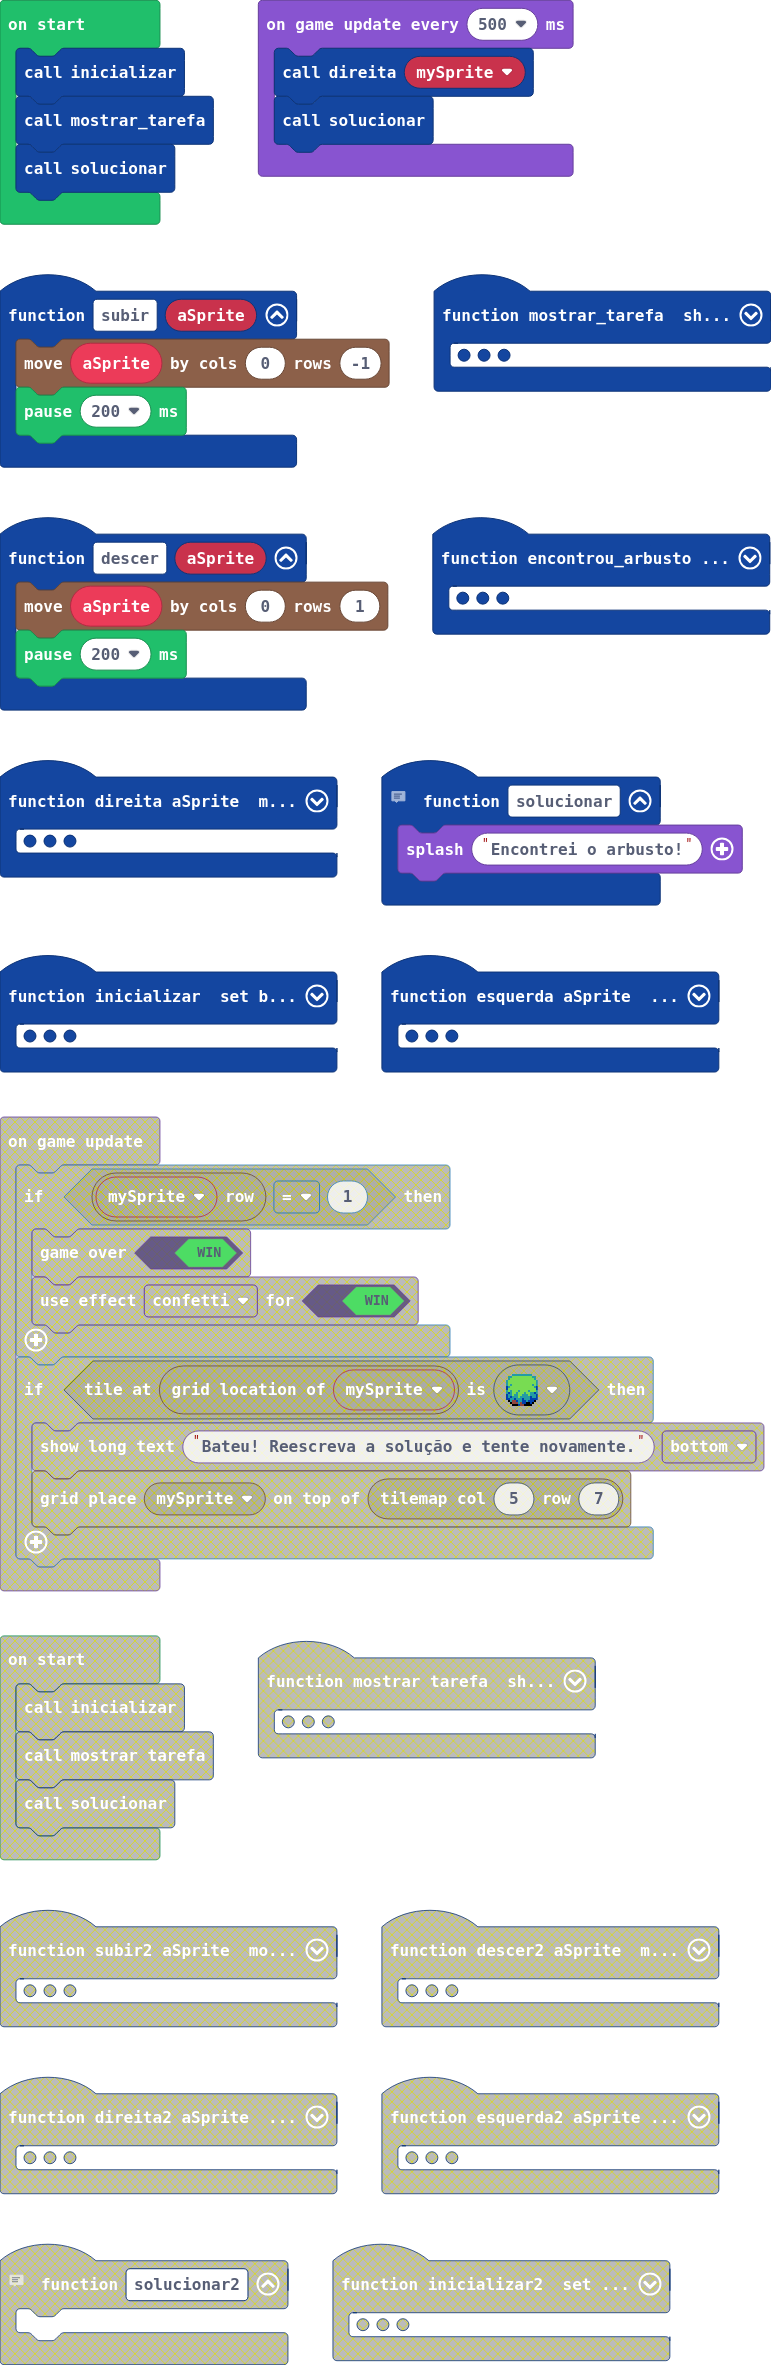 on start
call inicializar
call mostrar_tarefa
call solucionar
on game update every 500 ms
call direita mySprite
call solucionar
function subir aSprite
move aSprite by cols 0 rows -1
pause 200 ms
function mostrar_tarefa sh...
function descer aSprite
move aSprite by cols 0 rows 1
pause 200 ms
function encontrou_arbusto ...
function direita aSprite m...
function solucionar
splash "Encontrei o arbusto!"
function inicializar set b...
function esquerda aSprite ...
on game update
if mySprite row = 1 then
game over WIN
use effect confetti for WIN
if tile at grid location of mySprite is then
show long text "Bateu! Reescreva a solução e tente novamente." bottom
grid place mySprite on top of tilemap col 5 row 7
on start
call inicializar
call mostrar tarefa
call solucionar
function mostrar tarefa sh...
function subir2 aSprite mo...
function descer2 aSprite m...
function direita2 aSprite ...
function esquerda2 aSprite ...
function solucionar2
function inicializar2 set ...